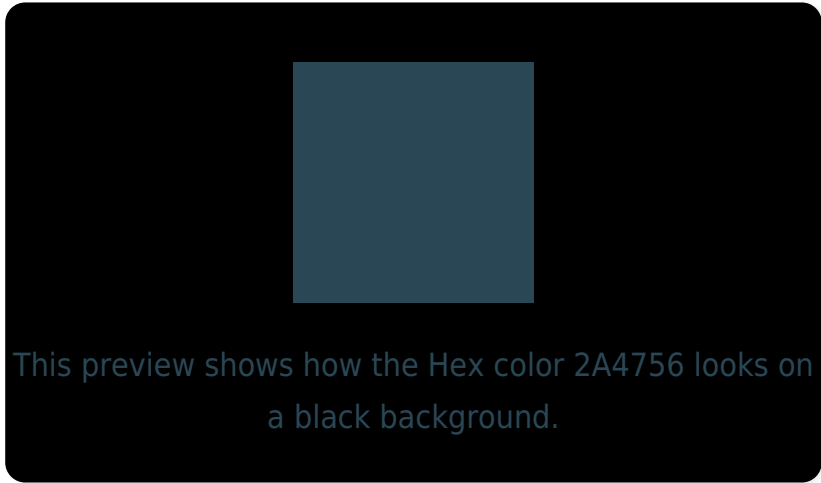 This preview shows how the Hex color 2A4756 looks on
a black background.